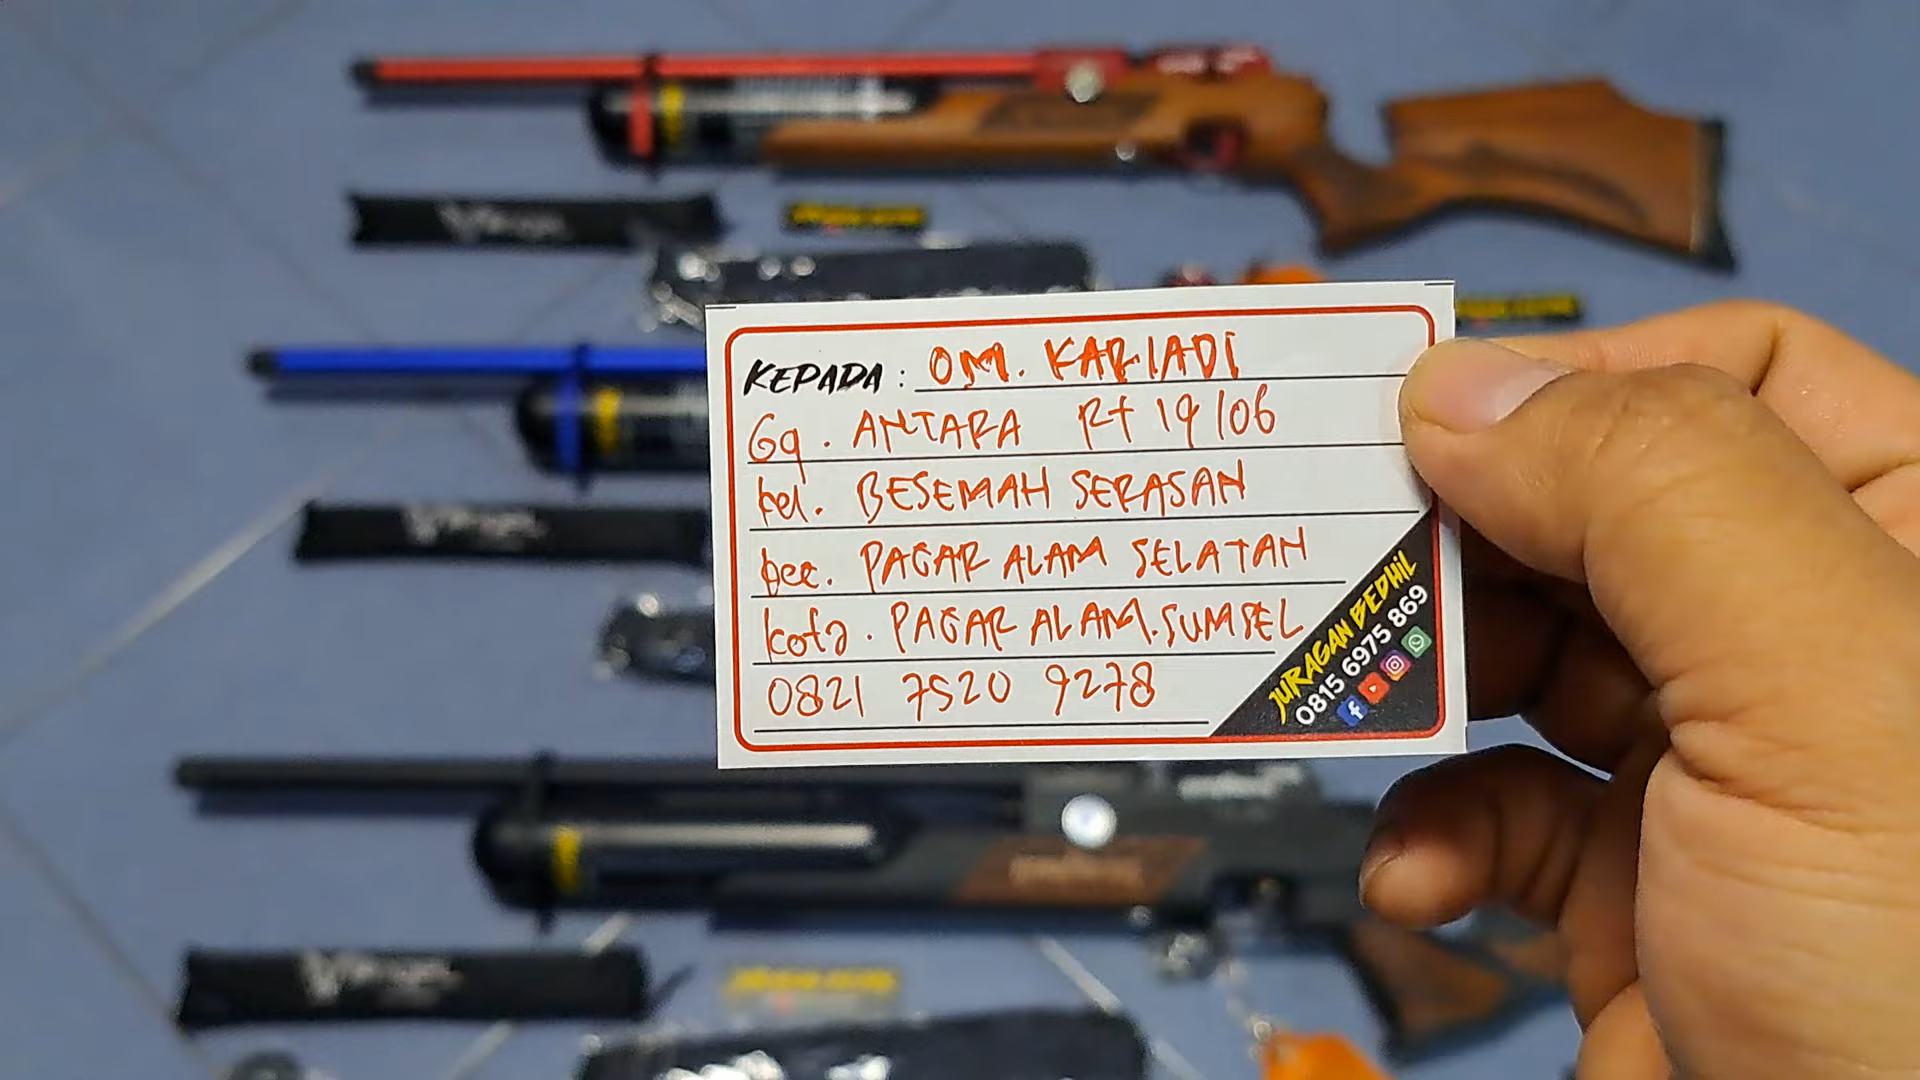 KEPADA : OM. KARIADI
Gg. ANTARA Rt 19/06
kel. BESEMAH SERASAN
kec. PAGAR ALAM SELATAN
kota. PAGAR ALAM. SUMSEL
0821 7520 9278
JURAGAN BEDHIL
0815 6975 869